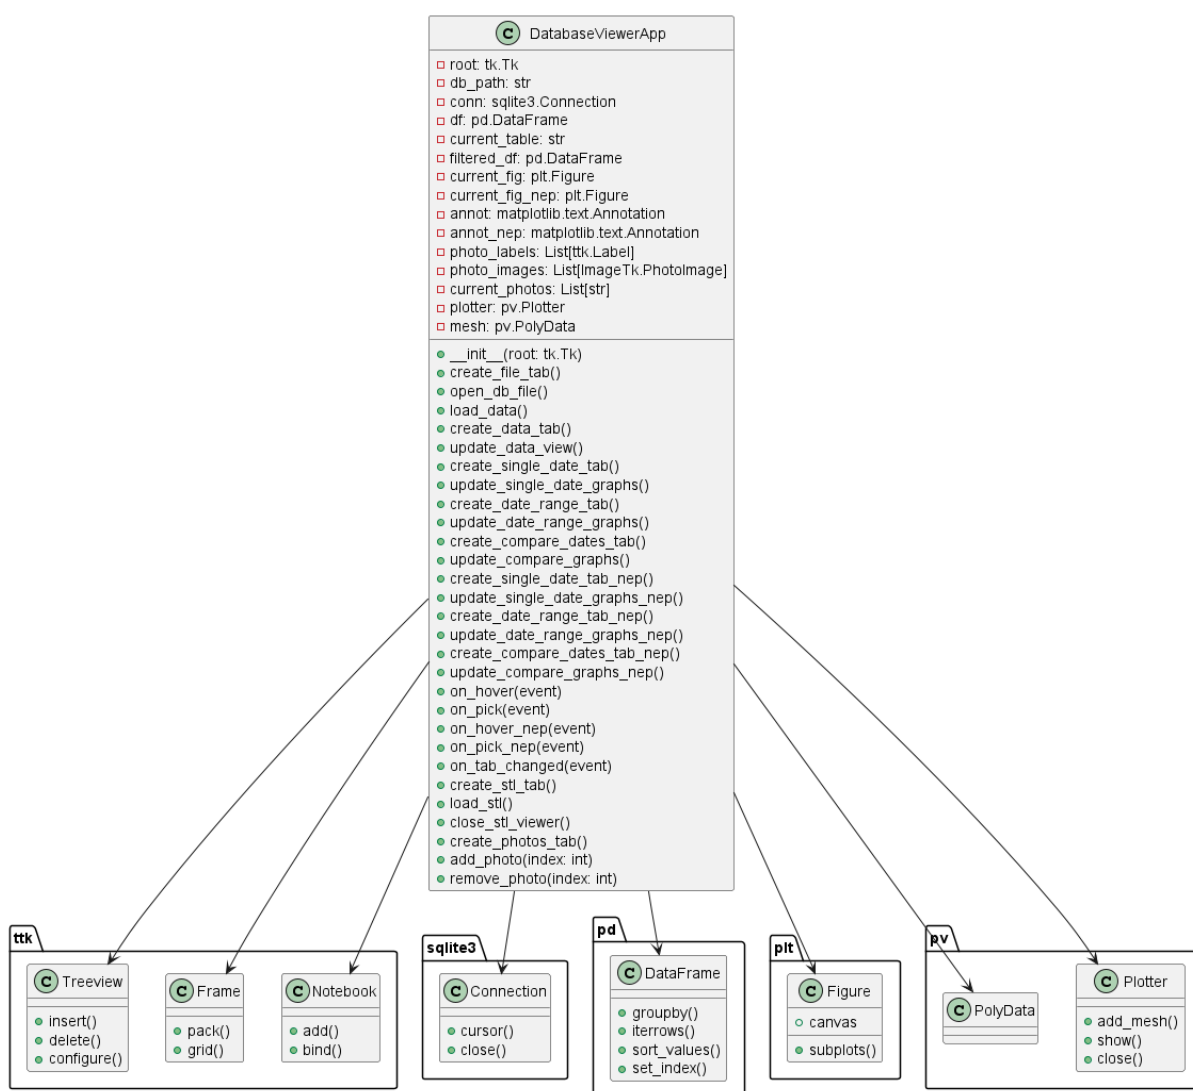 C DatabaseViewerApp
root: tk.Tk
db_path: str
conn: sqlite3.Connection
df: pd.DataFrame
current_table: str
filtered_df: pd.DataFrame
current_fig: plt.Figure
current_fig_nep: plt.Figure
annot: matplotlib.text.Annotation
annot_nep: matplotlib.text.Annotation
photo_labels: List[ttk.Label]
photo_images: List[ImageTk.PhotoImage]
current_photos: List[str]
plotter: pv.Plotter
mesh: pv.PolyData
__init__(root: tk.Tk)
create_file_tab()
open_db_file()
load_data()
create_data_tab()
update_data_view()
create_single_date_tab()
update_single_date_graphs()
create_date_range_tab()
update_date_range_graphs()
create_compare_dates_tab()
update_compare_graphs()
create_single_date_tab_nep()
update_single_date_graphs_nep()
create_date_range_tab_nep()
update_date_range_graphs_nep()
create_compare_dates_tab_nep()
update_compare_graphs_nep()
on_hover(event)
on_pick(event)
on_hover_nep(event)
on_pick_nep(event)
on_tab_changed(event)
create_stl_tab()
load_stl()
close_stl_viewer()
create_photos_tab()
add_photo(index: int)
remove_photo(index: int)
ttk
C Treeview
insert()
delete()
configure()
C Frame
pack()
grid()
C Notebook
add()
bind()
sqlite3
C Connection
cursor()
close()
pd
C DataFrame
groupby()
iterrows()
sort_values()
set_index()
plt
C Figure
canvas
subplots()
pv
C PolyData
C Plotter
add_mesh()
show()
close()